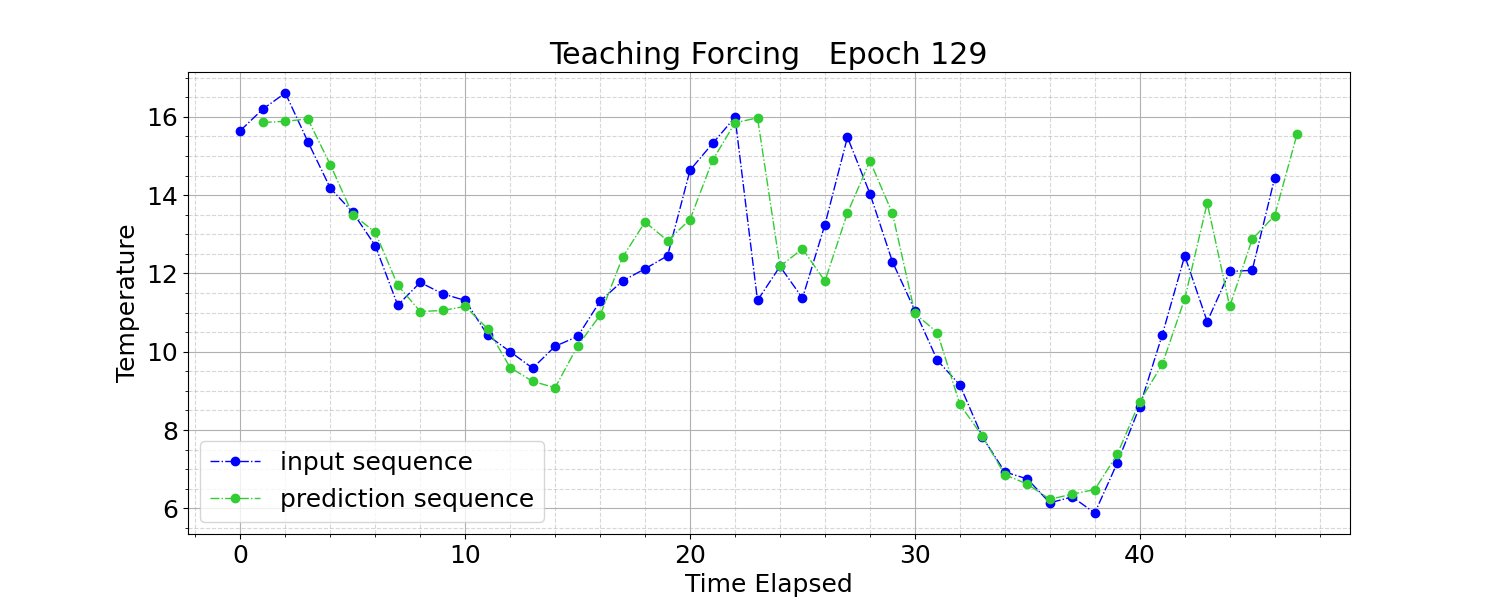 Teaching Forcing   Epoch 129
Temperature
16
14
12
10
8
6
input sequence
prediction sequence
0 10 20 30 40
Time Elapsed